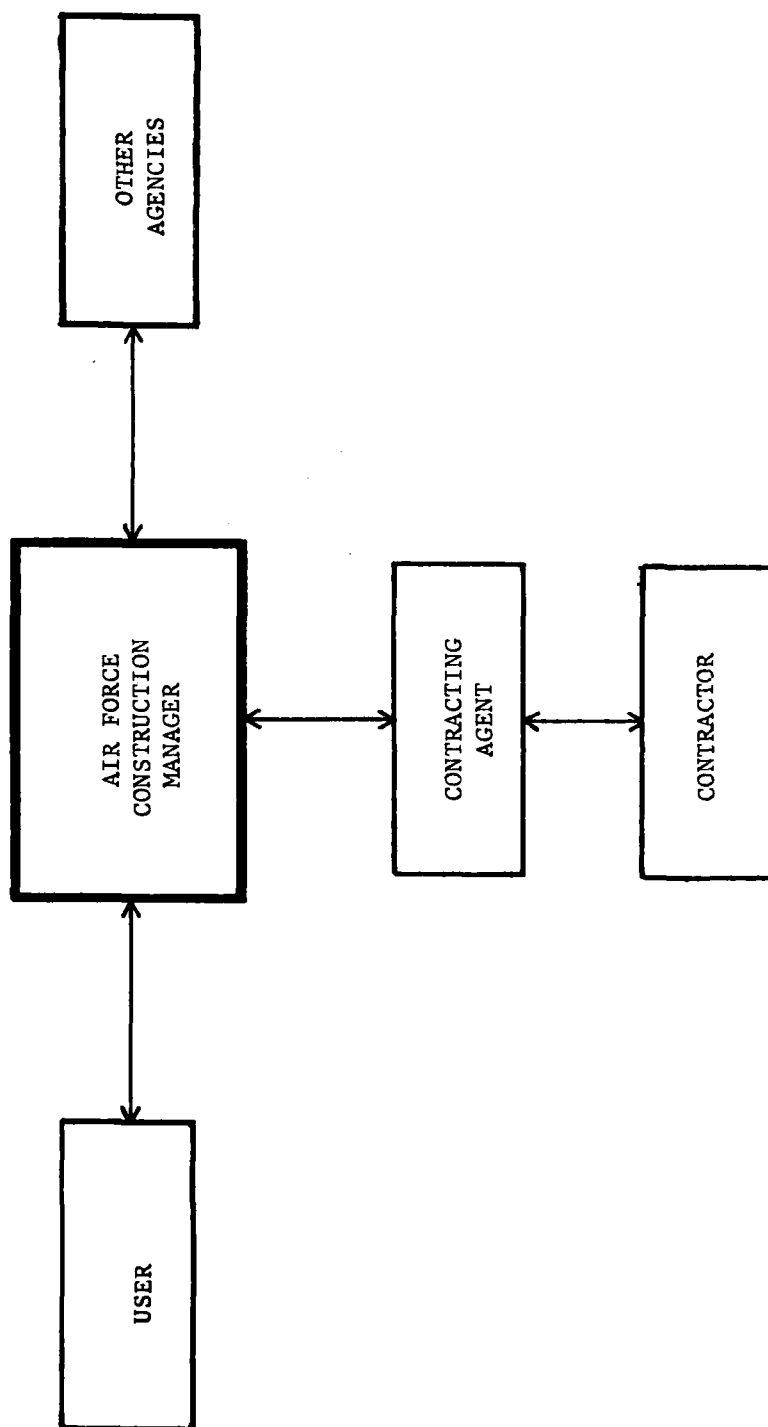 USER
AIR FORCE
CONSTRUCTION
MANAGER
OTHER
AGENCIES
CONTRACTING
AGENT
CONTRACTOR